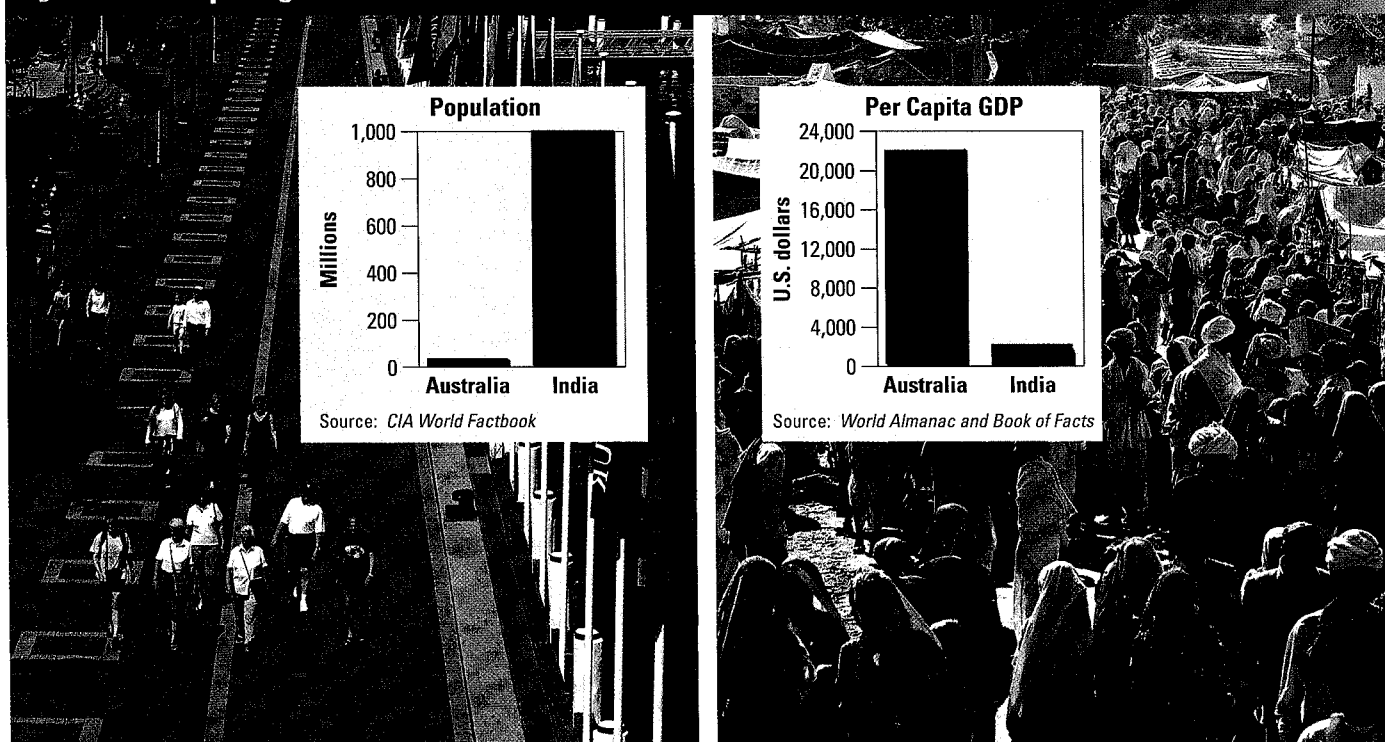 Population
1,000
800
600
400
200
0
Millions
Australia India
Source: CIA World Factbook
Per Capita GDP
24,000
20,000
16,000
12,000
8,000
4,000
0
U.S. dollars
Australia India
Source: World Almanac and Book of Facts